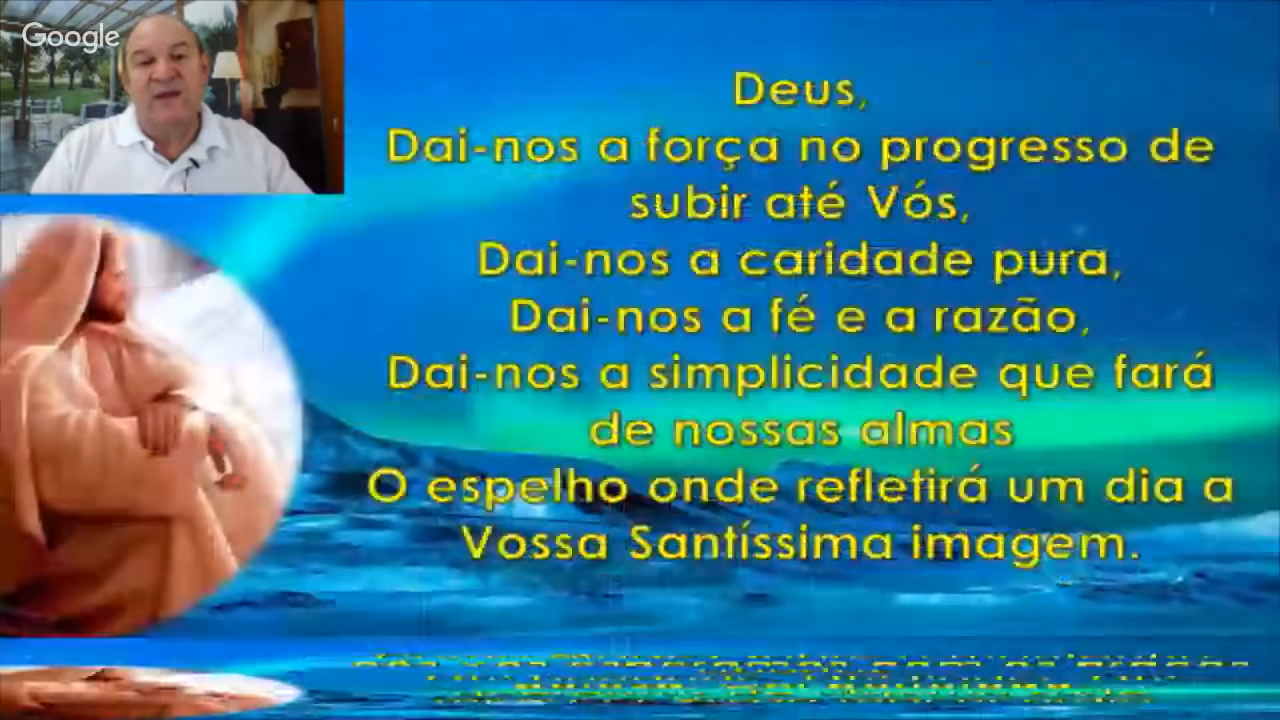 Google
Deus,
Dai-nos a força no progresso de
subir até Vós,
Dai-nos a caridade pura,
Dai-nos a fé e a razão,
Dai-nos a simplicidade que fará
de nossas almas
O espelho onde refletirá um dia a
Vossa Santíssima imagem.